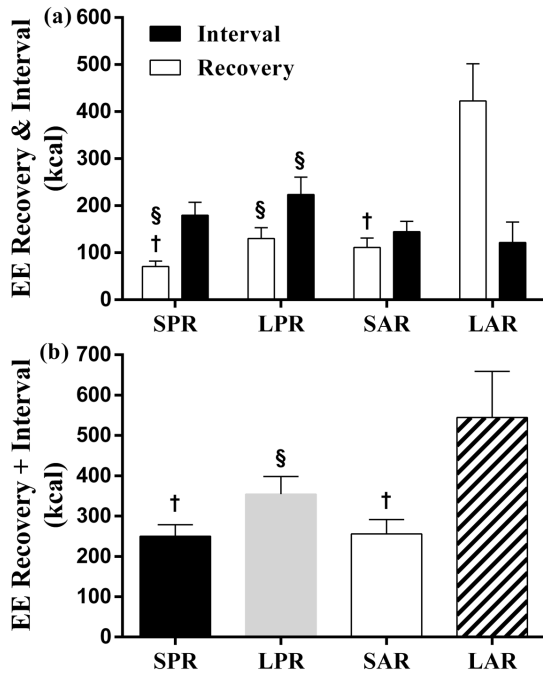 (a)
EE Recovery & Interval
(kcal)
600
500
400
300
200
100
0
Interval
Recovery
§
†
§
§
†
SPR
LPR
SAR
LAR
(b)
EE Recovery + Interval
(kcal)
700
600
500
400
300
200
100
0
†
§
†
SPR
LPR
SAR
LAR